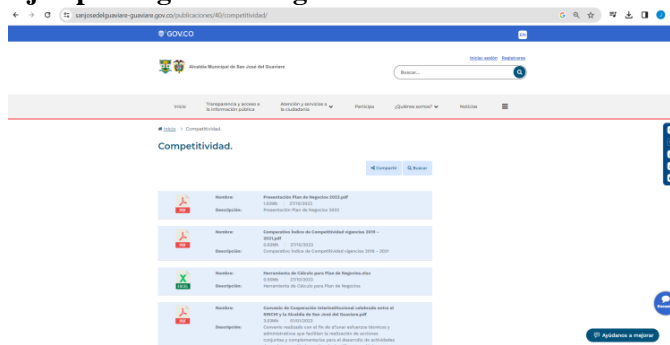 sanjosedelguaviare-guaviare.gov.co/publicaciones/40/competitividad/
GOV.CO
EN
Iniciar sesión Registrarse
Alcaldía Municipal de San José del Guaviare
Buscar...
Inicio
Transparencia y acceso a la información pública
Atención y servicios a la ciudadanía
Participa
¿Quiénes somos?
Noticias
Inicio > Competitividad.
Competitividad.
Compartir
Buscar
PDF
Nombre: Presentación Plan de Negocios 2022.pdf
Descripción: Presentación Plan de Negocios 2022
PDF
Nombre: Comparativo Índice de Competitividad vigencias 2019 -
2021.pdf
Descripción: Comparativo Índice de Competitividad vigencias 2019 - 2021
Nombre: Herramienta de Cálculo para Plan de Negocios.xlsx
Descripción: Herramienta de Cálculo para Plan de Negocios
PDF
Nombre: Convenio de Cooperación Interinstitucional celebrado entre el
y la Alcaldía de San José del Guaviare.pdf
Descripción: Convenio realizado con el fin de aunar esfuerzos técnicos y
administrativos que faciliten la realización de acciones
conjuntas y complementarias para el desarrollo de actividades
Ayúdanos a mejorar